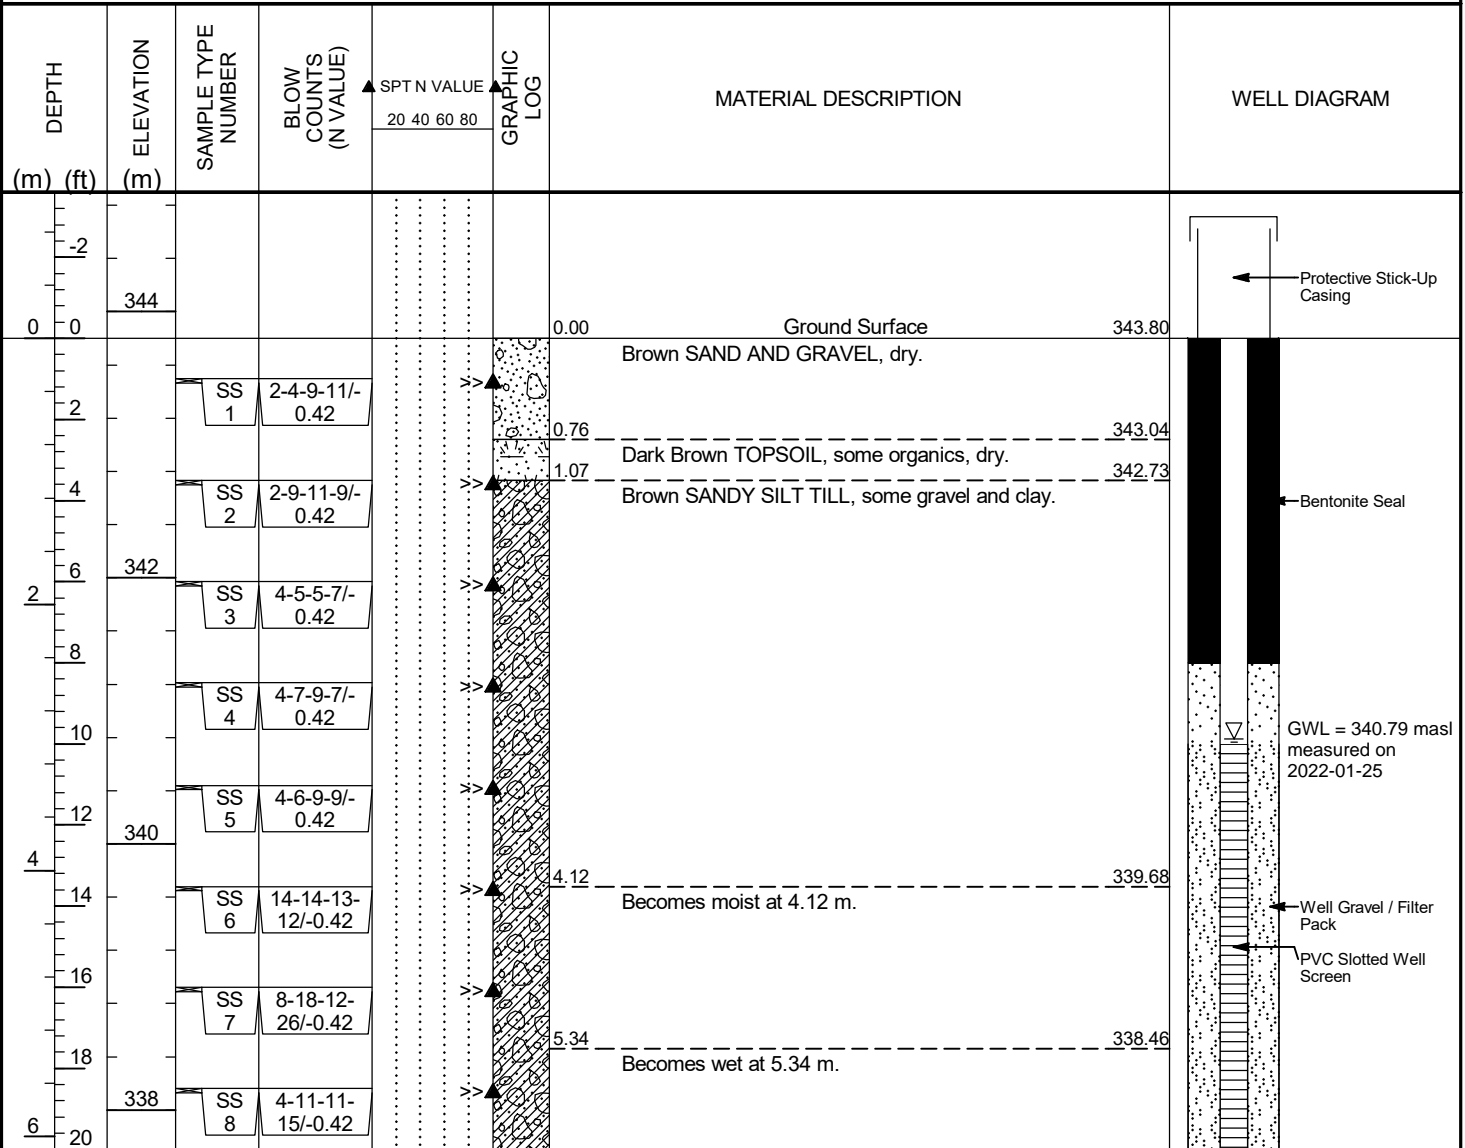 DEPTH
(m) (ft)
ELEVATION
(m)
SAMPLE TYPE
NUMBER
BLOW
COUNTS
(N VALUE)
▲ SPT N VALUE ▲
20 40 60 80
GRAPHIC
LOG
MATERIAL DESCRIPTION
WELL DIAGRAM
-2
Protective Stick-Up
Casing
344
0 0
0.00 Ground Surface 343.80
Brown SAND AND GRAVEL, dry.
SS
1
2-4-9-11/-
0.42
>>▲
2
0.76 343.04
Dark Brown TOPSOIL, some organics, dry.
1.07 342.73
Brown SANDY SILT TILL, some gravel and clay.
4
SS
2
2-9-11-9/-
0.42
>>▲
Bentonite Seal
6
342
2
SS
3
4-5-5-7/-
0.42
>>▲
8
SS
4
4-7-9-7/-
0.42
>>▲
10
GWL = 340.79 masl
measured on
2022-01-25
SS
5
4-6-9-9/-
0.42
>>▲
12
340
4
4.12 339.68
Becomes moist at 4.12 m.
14
SS
6
14-14-13-
12/-0.42
>>▲
Well Gravel / Filter
Pack
PVC Slotted Well
Screen
16
SS
7
8-18-12-
26/-0.42
>>▲
5.34 338.46
Becomes wet at 5.34 m.
18
338
SS
8
4-11-11-
15/-0.42
>>▲
6 20